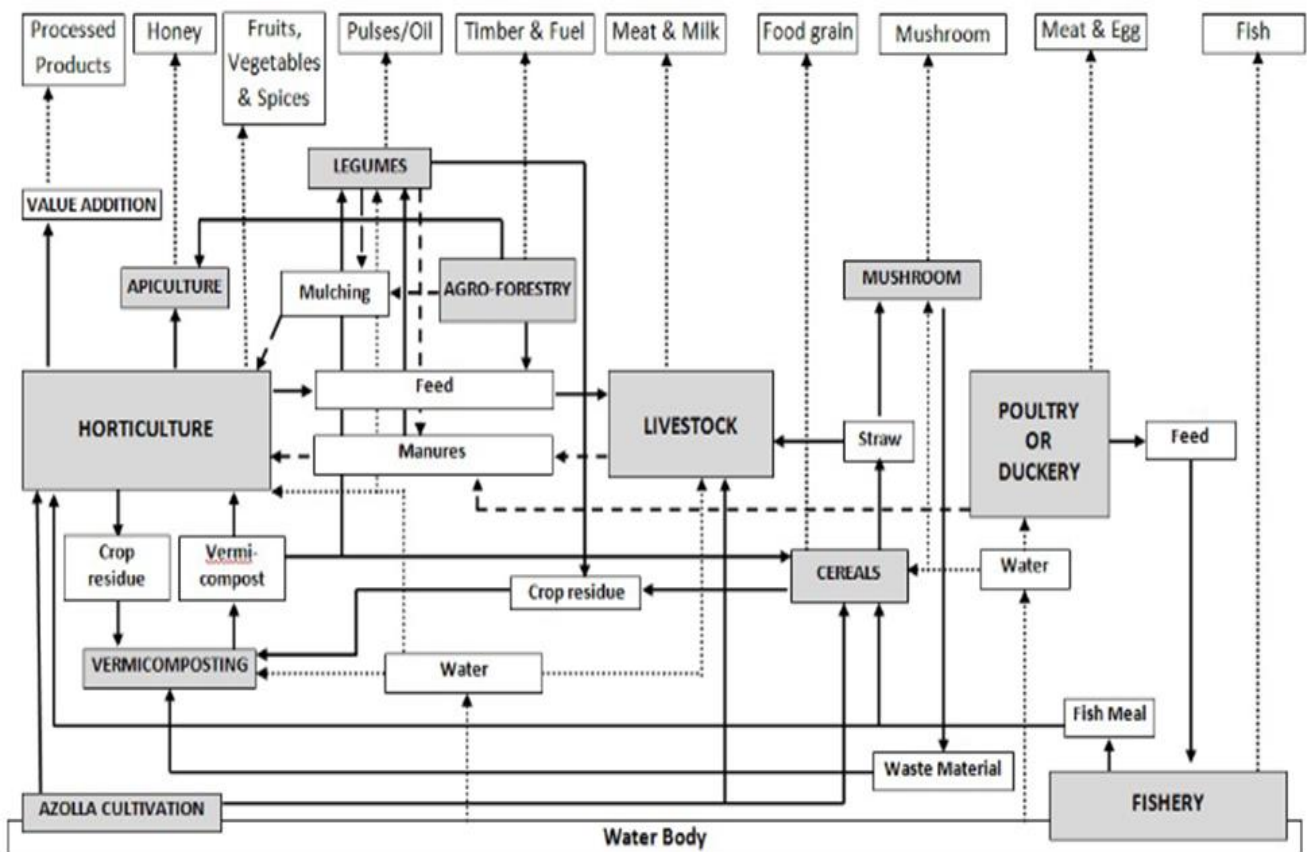 Processed
Products
Honey
Fruits,
Vegetables
& Spices
Pulses/Oil
Timber & Fuel
Meat & Milk
Food grain
Mushroom
Meat & Egg
Fish
LEGUMES
VALUE ADDITION
APICULTURE
Mulching
AGRO-FORESTRY
MUSHROOM
HORTICULTURE
Feed
Manures
LIVESTOCK
Straw
POULTRY
OR
DUCKERY
Feed
Crop
residue
Vermi-
compost
Crop residue
CEREALS
Water
VERMICOMPOSTING
Water
Fish Meal
Waste Material
AZOLLA CULTIVATION
FISHERY
Water Body